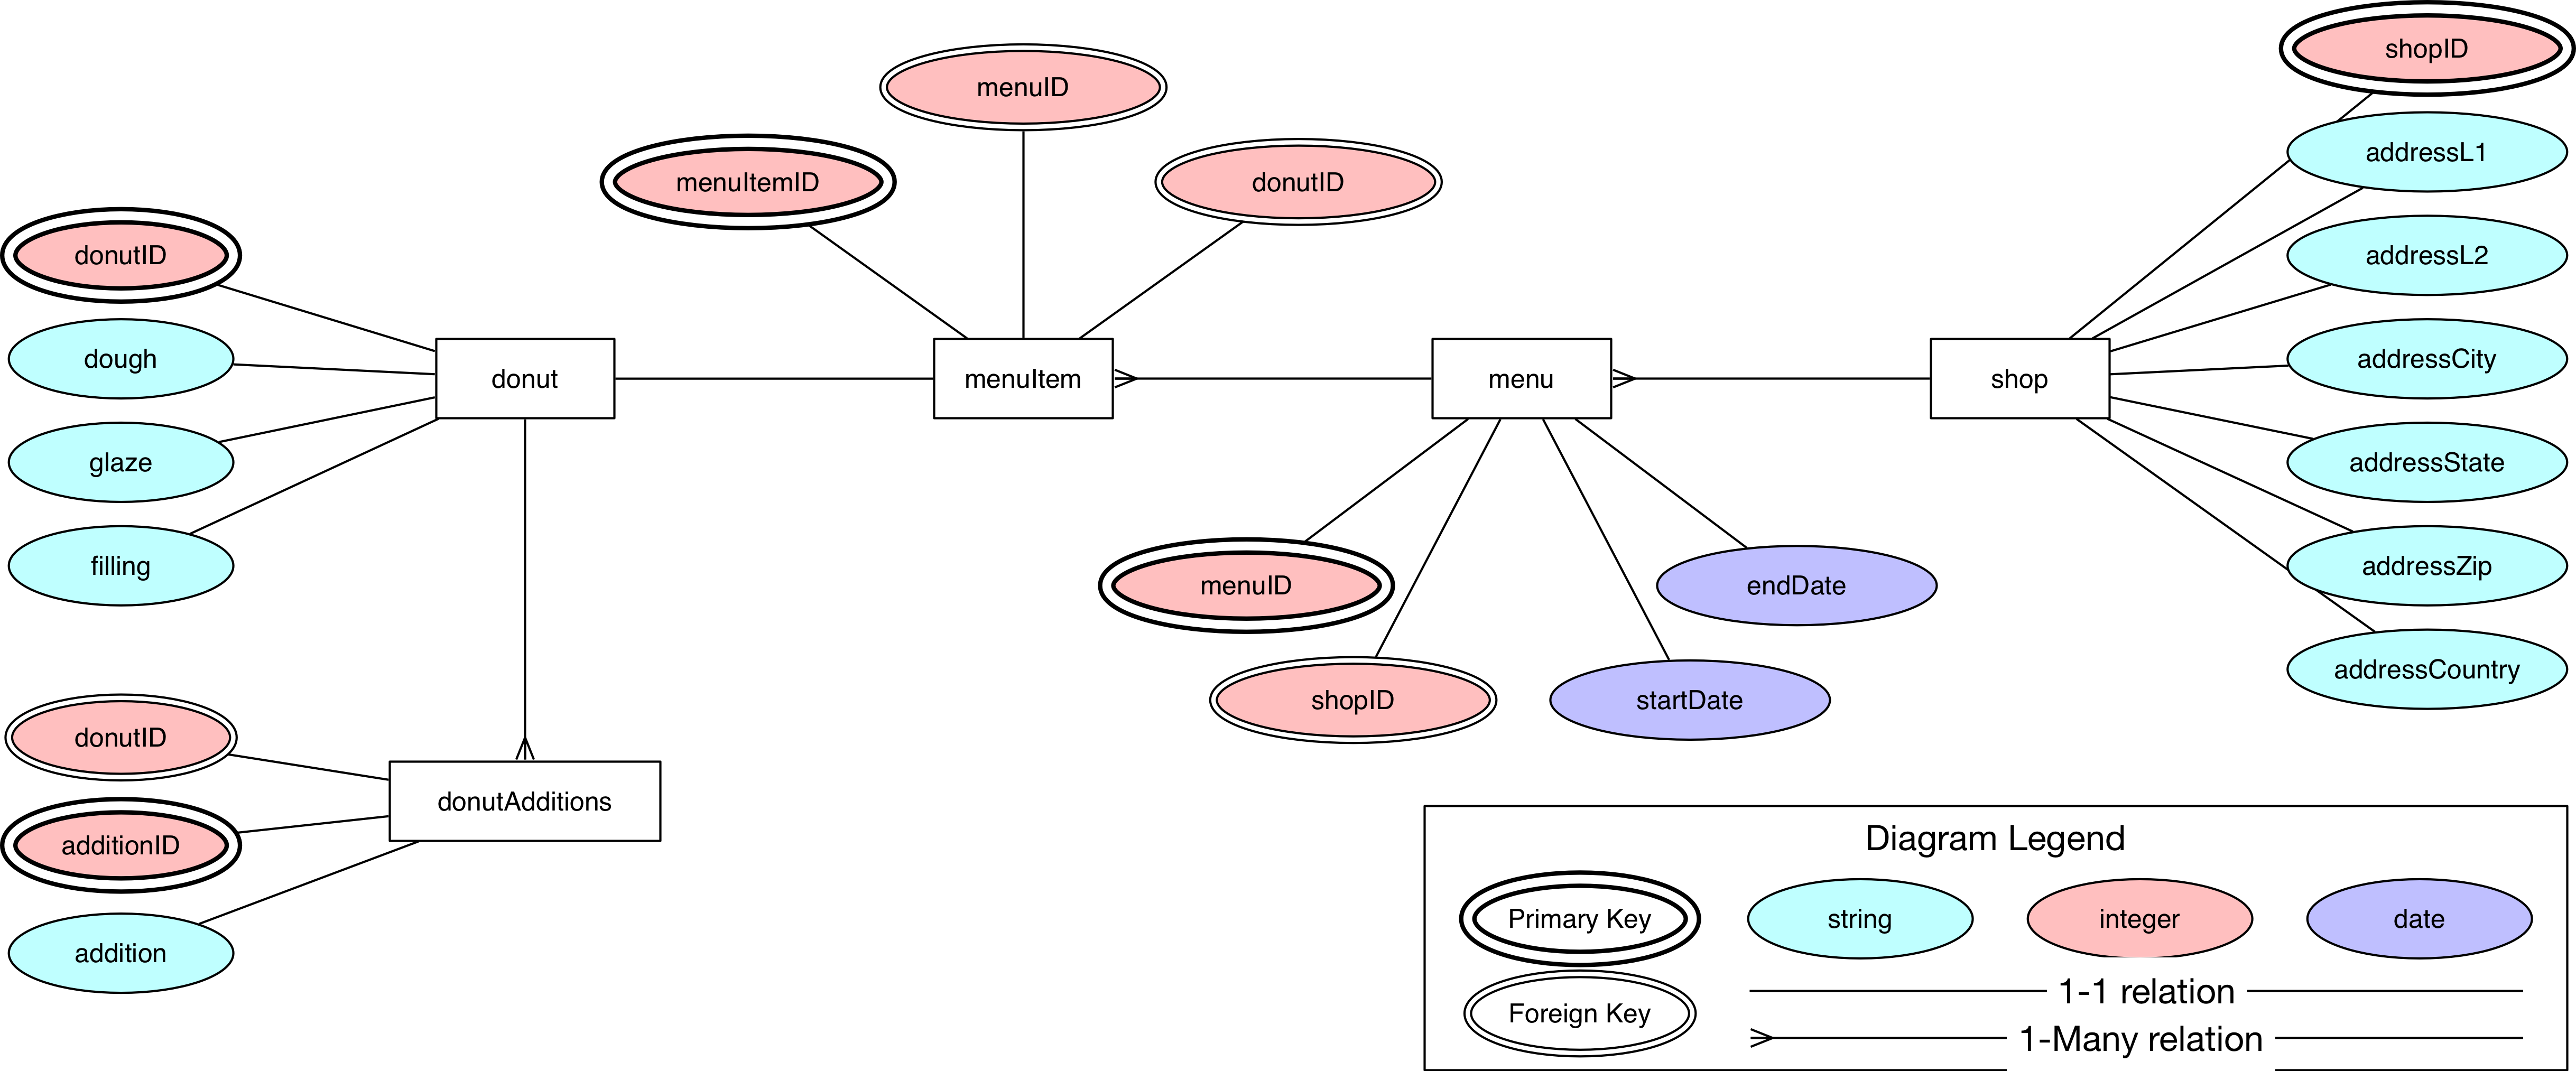 shopID
menuID
addressL1
menuItemID
donutID
donutID
addressL2
dough
donut
menuItem
menu
shop
addressCity
glaze
addressState
filling
menuID
endDate
addressZip
shopID
startDate
addressCountry
donutID
donutAdditions
additionID
addition
Diagram Legend
Primary Key
string
integer
date
1-1 relation
Foreign Key
1-Many relation